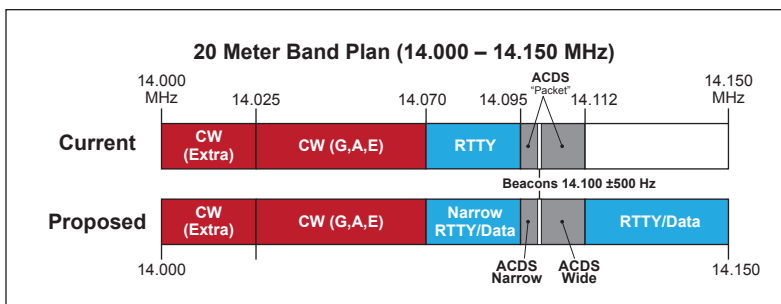 20 Meter Band Plan (14.000 – 14.150 MHz)
14.000
MHz
14.025
14.070
14.095
ACDS
"Packet"
14.112
14.150
MHz
Current
CW
(Extra)
CW (G,A,E)
RTTY
Beacons 14.100 ±500 Hz
Proposed
CW
(Extra)
CW (G,A,E)
Narrow
RTTY/Data
RTTY/Data
14.000
ACDS
Narrow
ACDS
Wide
14.150